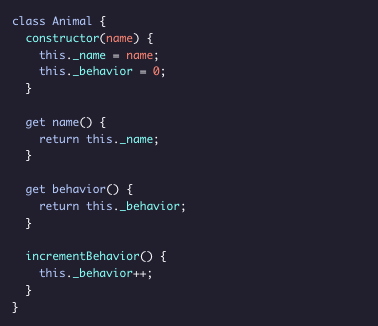 class Animal {
  constructor(name) {
    this._name = name;
    this._behavior = 0;
  }

  get name() {
    return this._name;
  }

  get behavior() {
    return this._behavior;
  }

  incrementBehavior() {
    this._behavior++;
  }
}